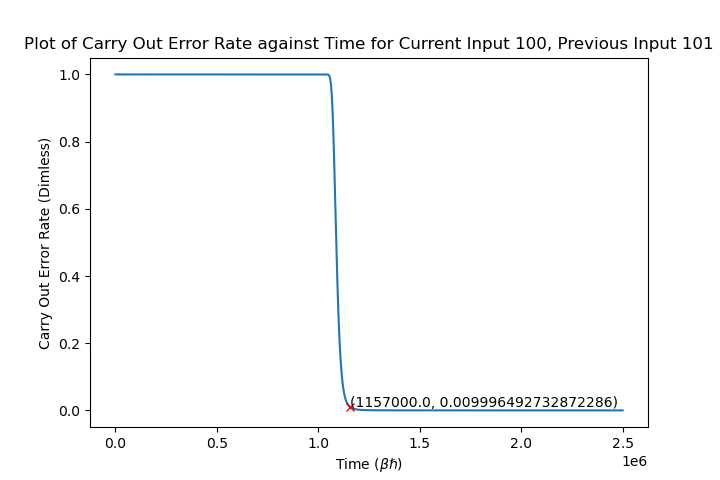 Plot of Carry Out Error Rate against Time for Current Input 100, Previous Input 101
1.0
0.8
0.6
0.4
0.2
0.0
Carry Out Error Rate (Dimless)
(1157000.0, 0.009996492732872286)
0.0 0.5 1.0 1.5 2.0 2.5
1e6
Time (βħ)